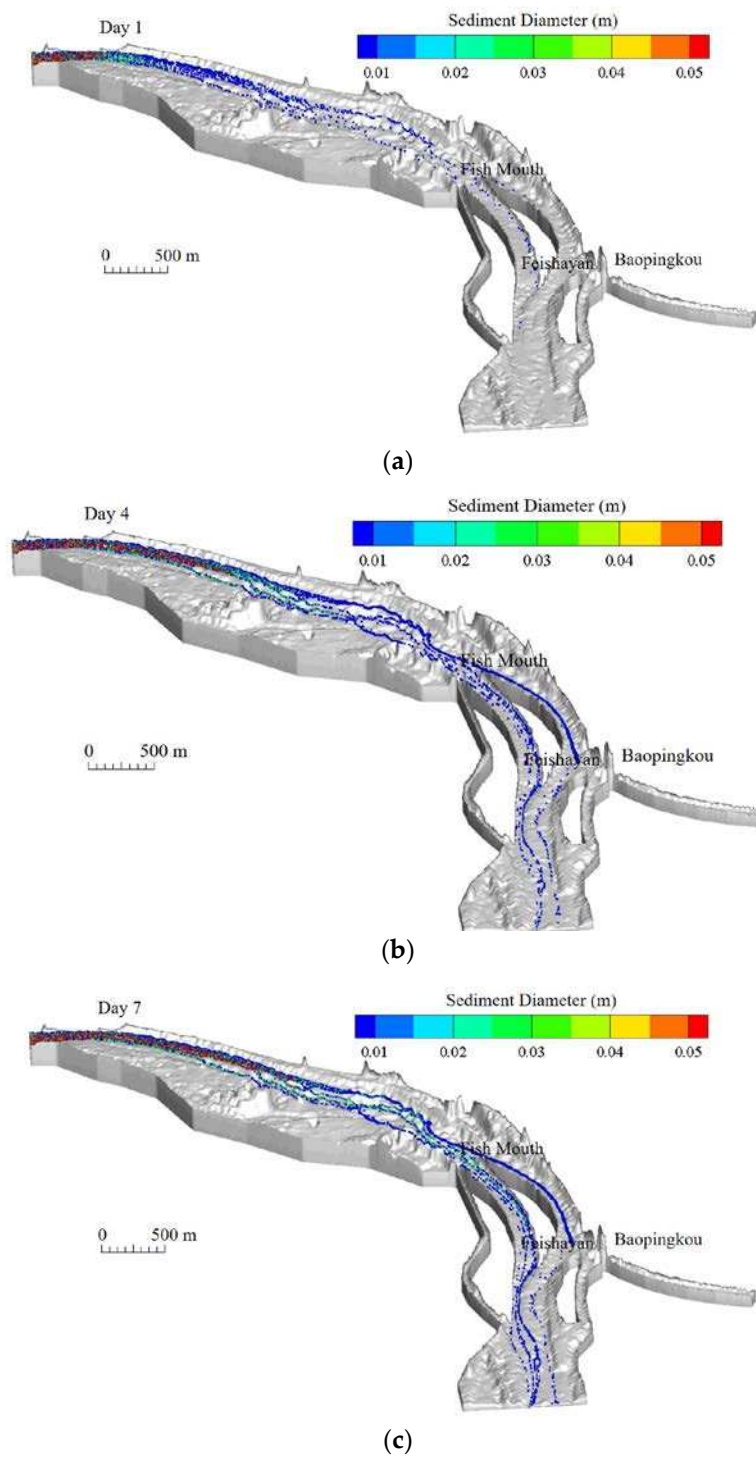 Day 1
Sediment Diameter (m)
0.01 0.02 0.03 0.04 0.05
Fish Mouth
Feishayan
Baopingkou
0 500 m
(a)
Day 4
Sediment Diameter (m)
0.01 0.02 0.03 0.04 0.05
Fish Mouth
Feishayan
Baopingkou
0 500 m
(b)
Day 7
Sediment Diameter (m)
0.01 0.02 0.03 0.04 0.05
Fish Mouth
Feishayan
Baopingkou
0 500 m
(c)